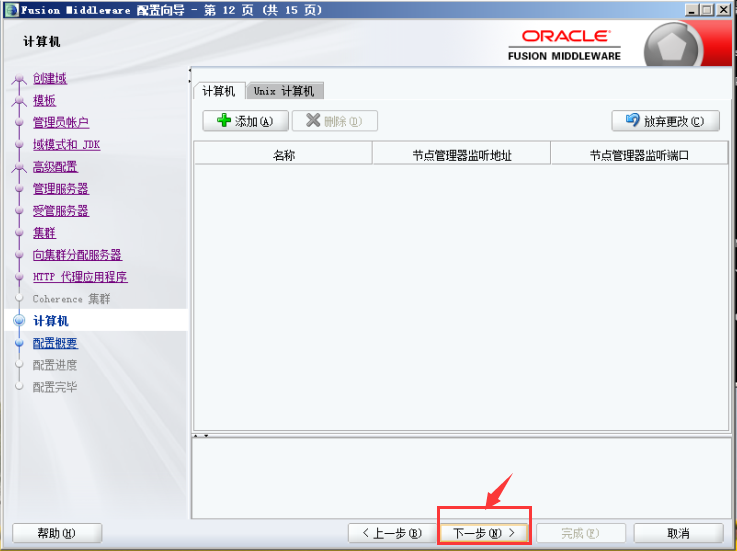 Fusion Middleware 配置向导 - 第 12 页 (共 15 页)
计算机
ORACLE
FUSION MIDDLEWARE
创建域
模板
管理员帐户
域模式和 JDK
高级配置
管理服务器
受管服务器
集群
向集群分配服务器
HTTP 代理应用程序
Coherence 集群
计算机
配置概要
配置进度
配置完毕
计算机 Unix 计算机
添加(A) 删除(D) 放弃更改(C)
名称 节点管理器监听地址 节点管理器监听端口
帮助(H) < 上一步(B) 下一步(N) > 完成(F) 取消